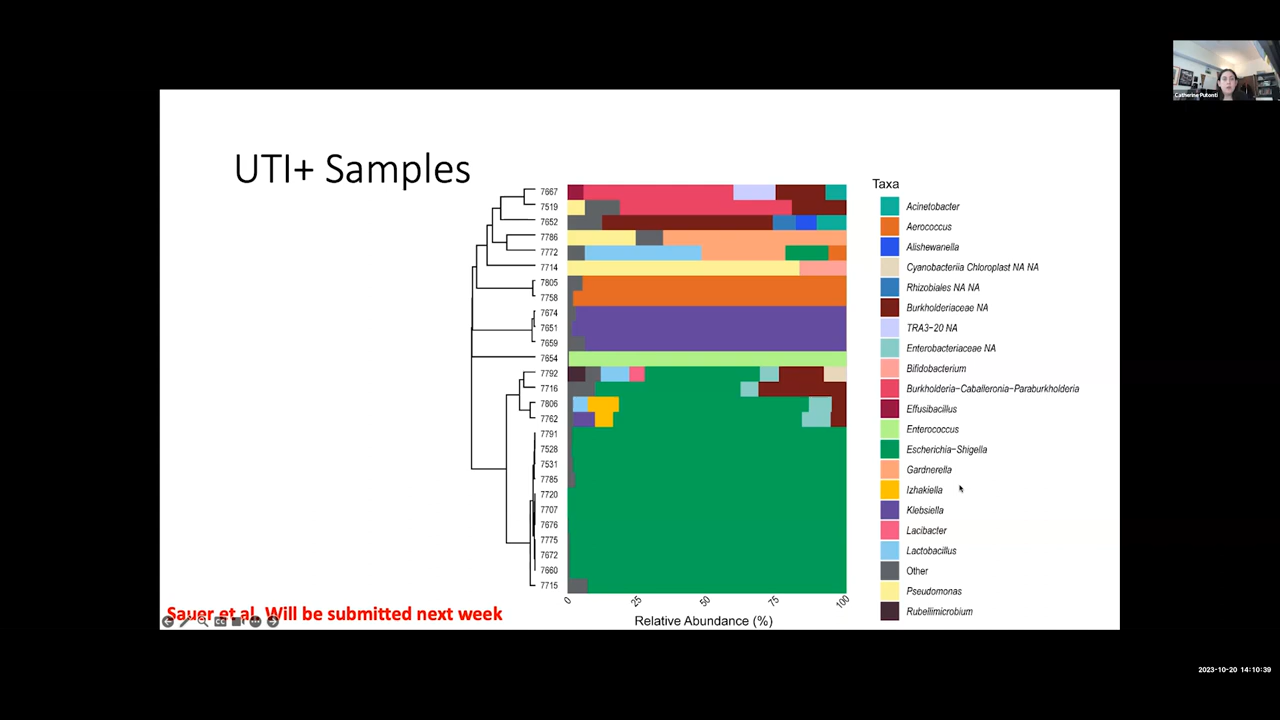 Catherine Putonti
UTI+ Samples
7667
7519
7652
7786
7772
7714
7805
7758
7674
7651
7659
7654
7792
7716
7806
7762
7791
7528
7531
7785
7720
7707
7676
7775
7672
7660
7715
0
25
50
75
100
Relative Abundance (%)
Taxa
Acinetobacter
Aerococcus
Alishewanella
Cyanobacteriia Chloroplast NA NA
Rhizobiales NA NA
Burkholderiaceae NA
TRA3-20 NA
Enterobacteriaceae NA
Bifidobacterium
Burkholderia-Caballeronia-Paraburkholderia
Effusibacillus
Enterococcus
Escherichia-Shigella
Gardnerella
Izhakiella
Klebsiella
Lacibacter
Lactobacillus
Other
Pseudomonas
Rubellimicrobium
Sauer et al. Will be submitted next week
2023-10-20 14:10:39